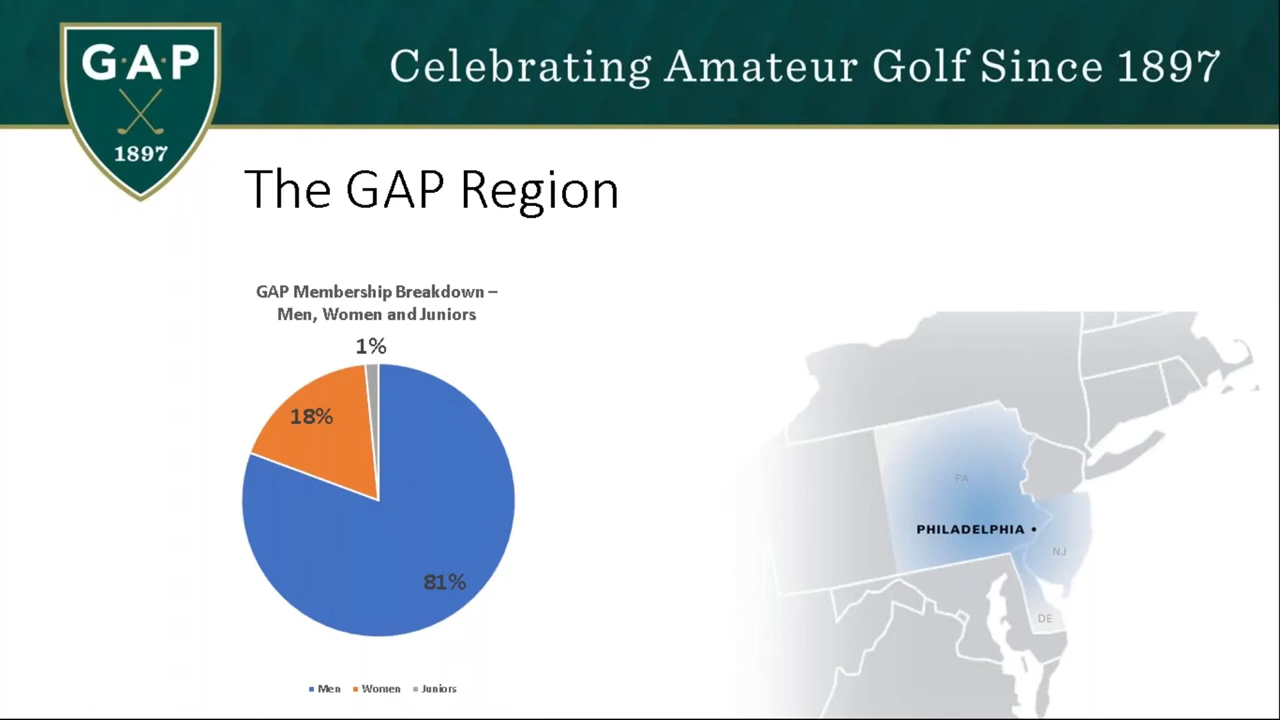 G·A·P
1897
Celebrating Amateur Golf Since 1897
The GAP Region
GAP Membership Breakdown –
Men, Women and Juniors
1%
18%
81%
Men Women Juniors
PA
PHILADELPHIA
NJ
DE